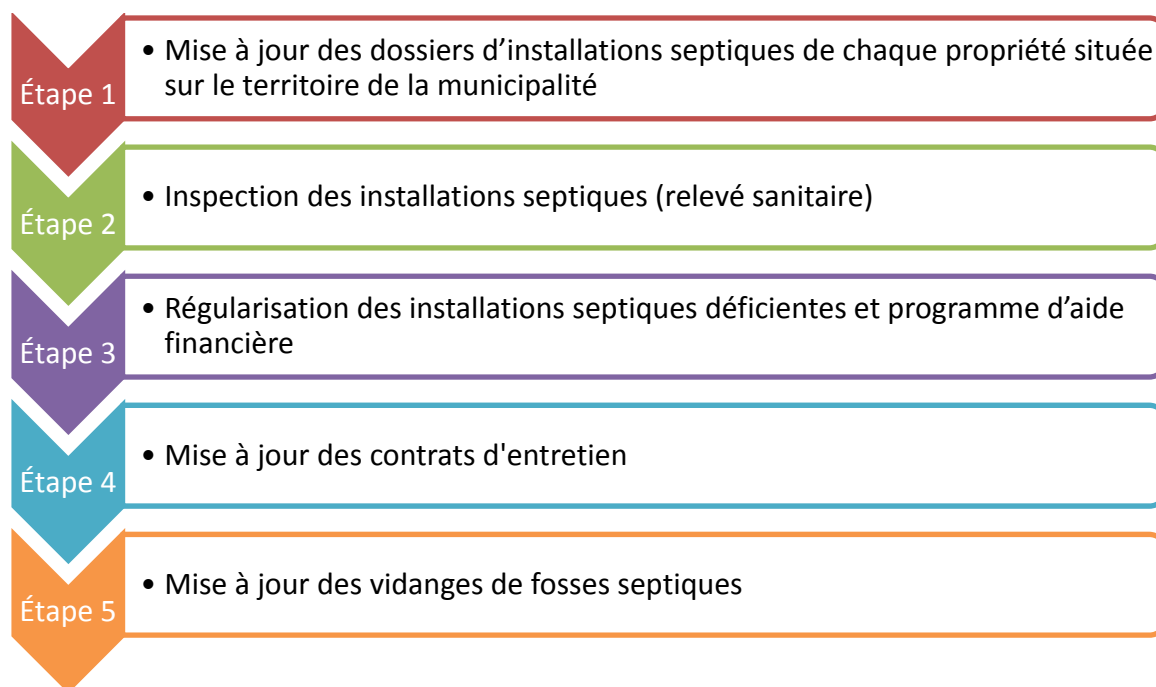 Étape 1
• Mise à jour des dossiers d’installations septiques de chaque propriété située
sur le territoire de la municipalité
Étape 2
• Inspection des installations septiques (relevé sanitaire)
Étape 3
• Régularisation des installations septiques déficientes et programme d’aide
financière
Étape 4
• Mise à jour des contrats d'entretien
Étape 5
• Mise à jour des vidanges de fosses septiques